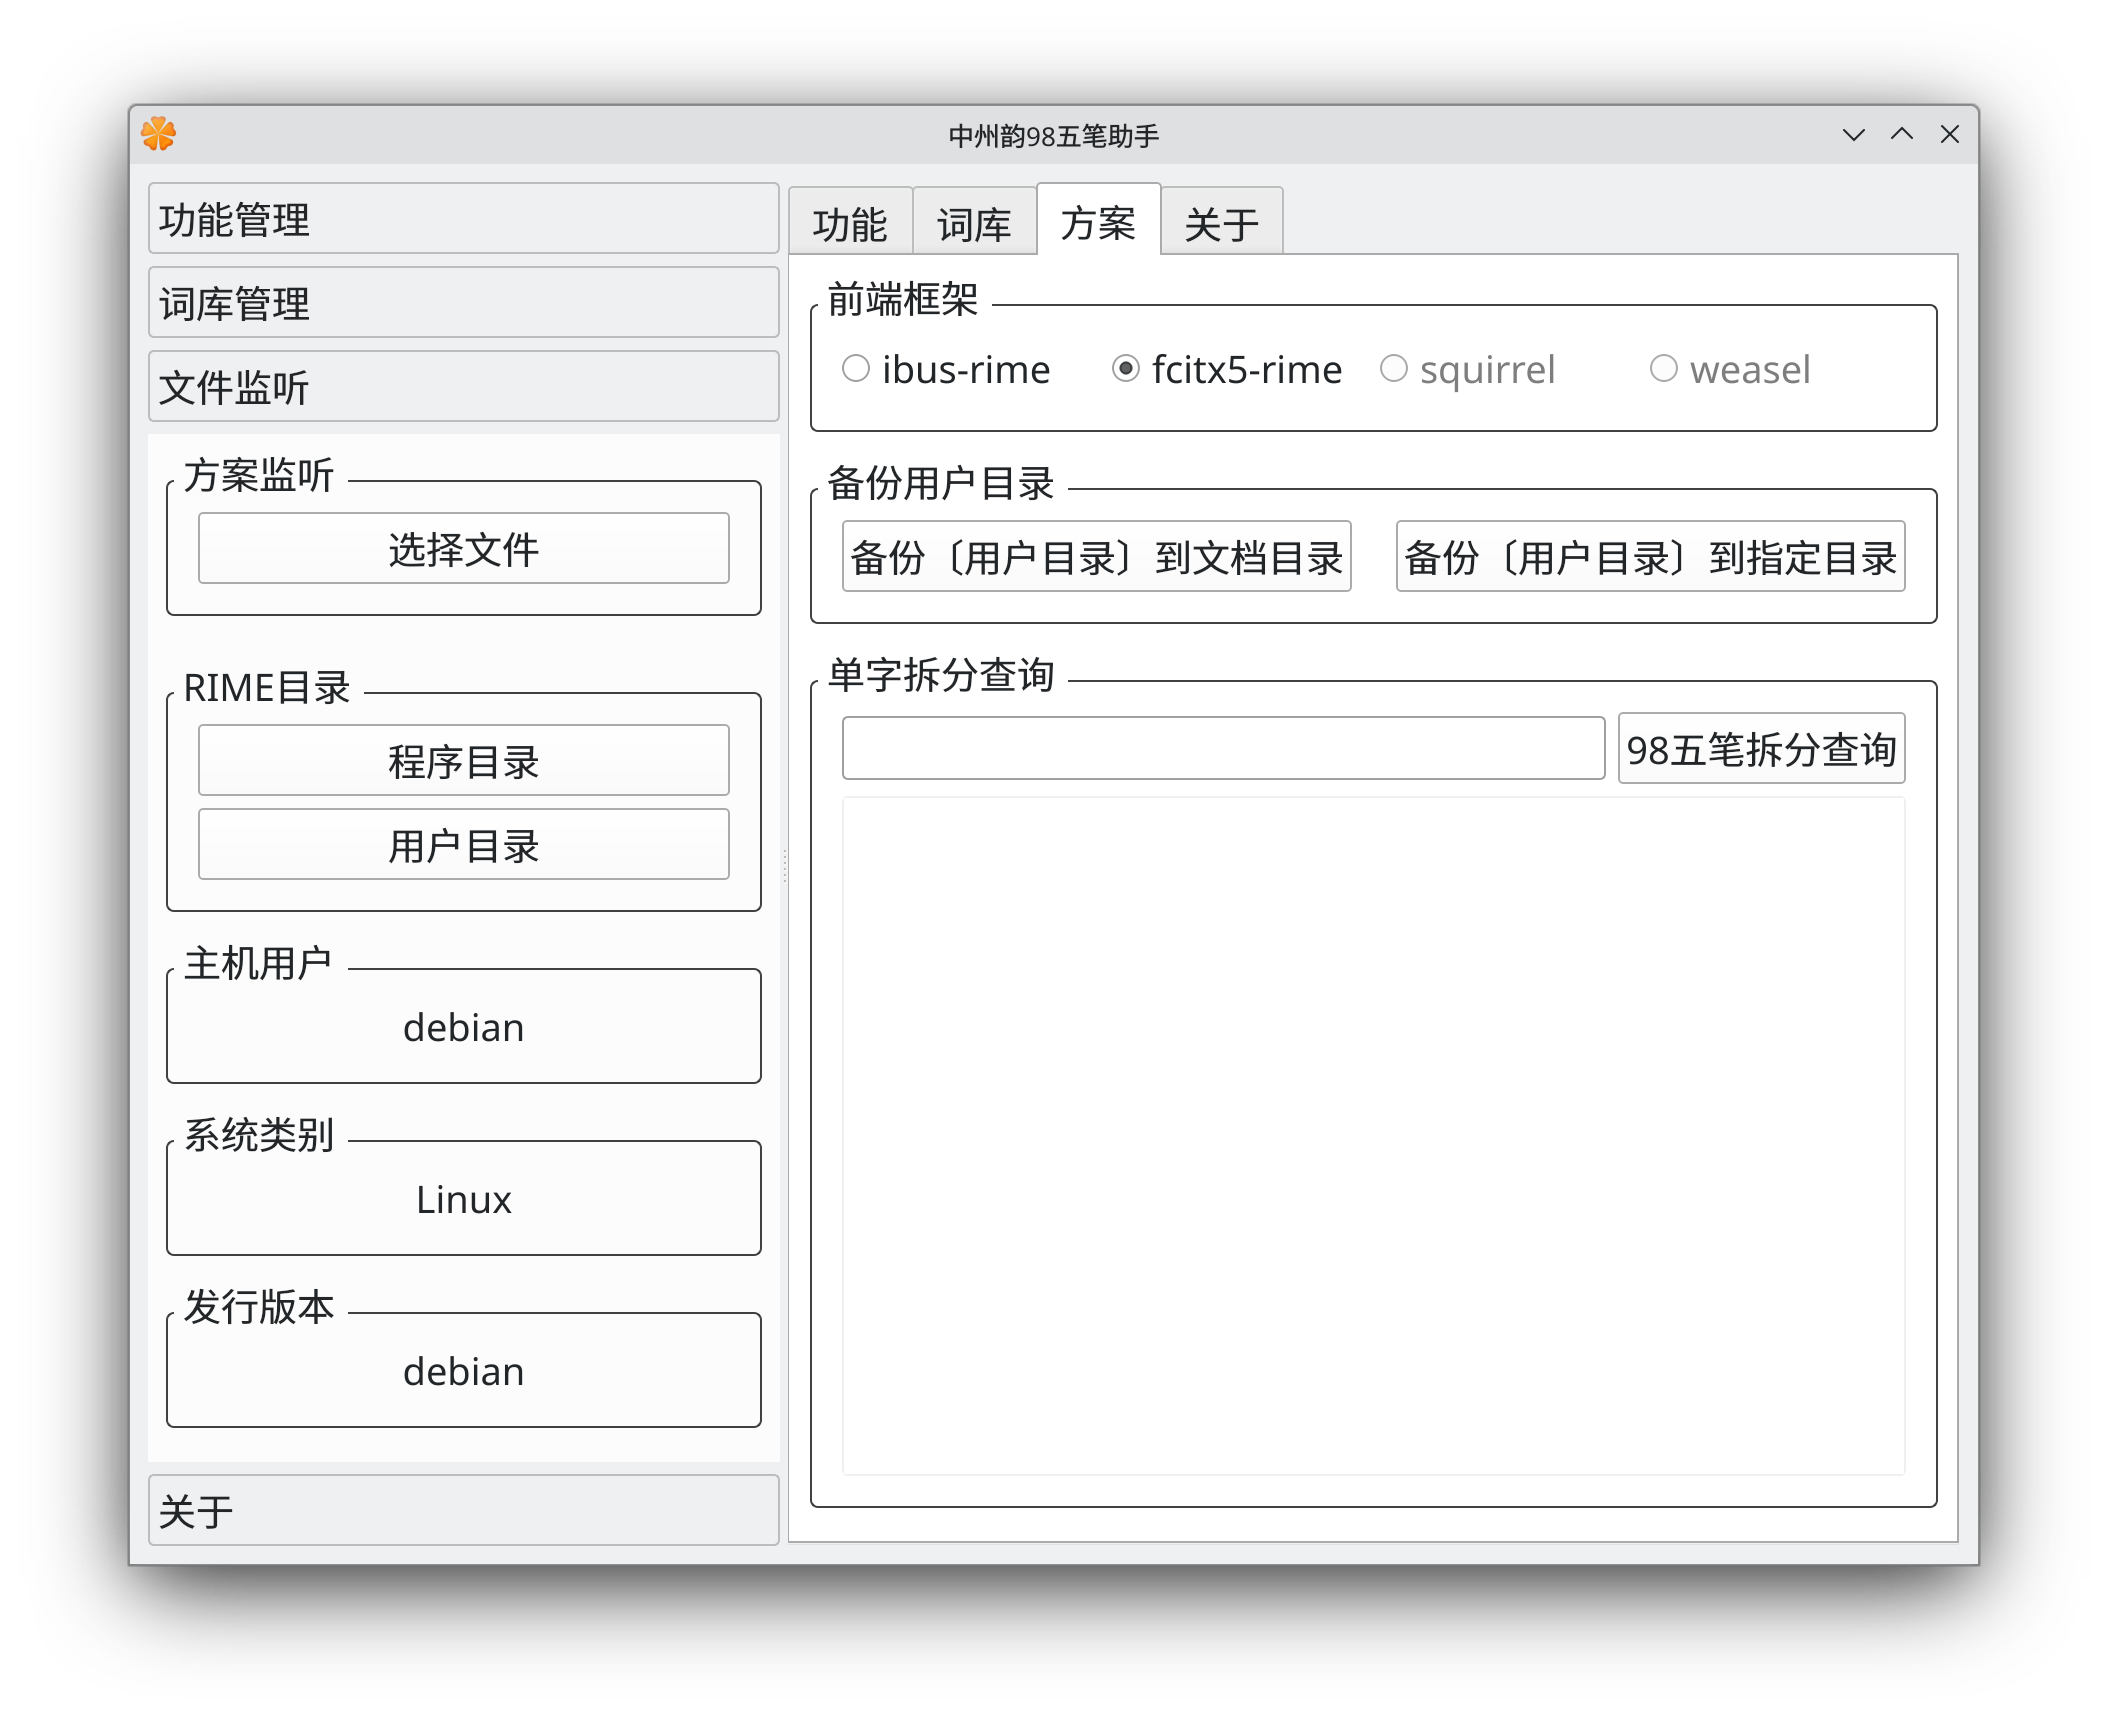 中州韵98五笔助手
功能管理
词库管理
文件监听
方案监听
选择文件
RIME目录
程序目录
用户目录
主机用户
debian
系统类别
Linux
发行版本
debian
关于
功能 词库 方案 关于
前端框架
ibus-rime fcitx5-rime squirrel weasel
备份用户目录
备份〔用户目录〕到文档目录 备份〔用户目录〕到指定目录
单字拆分查询
98五笔拆分查询